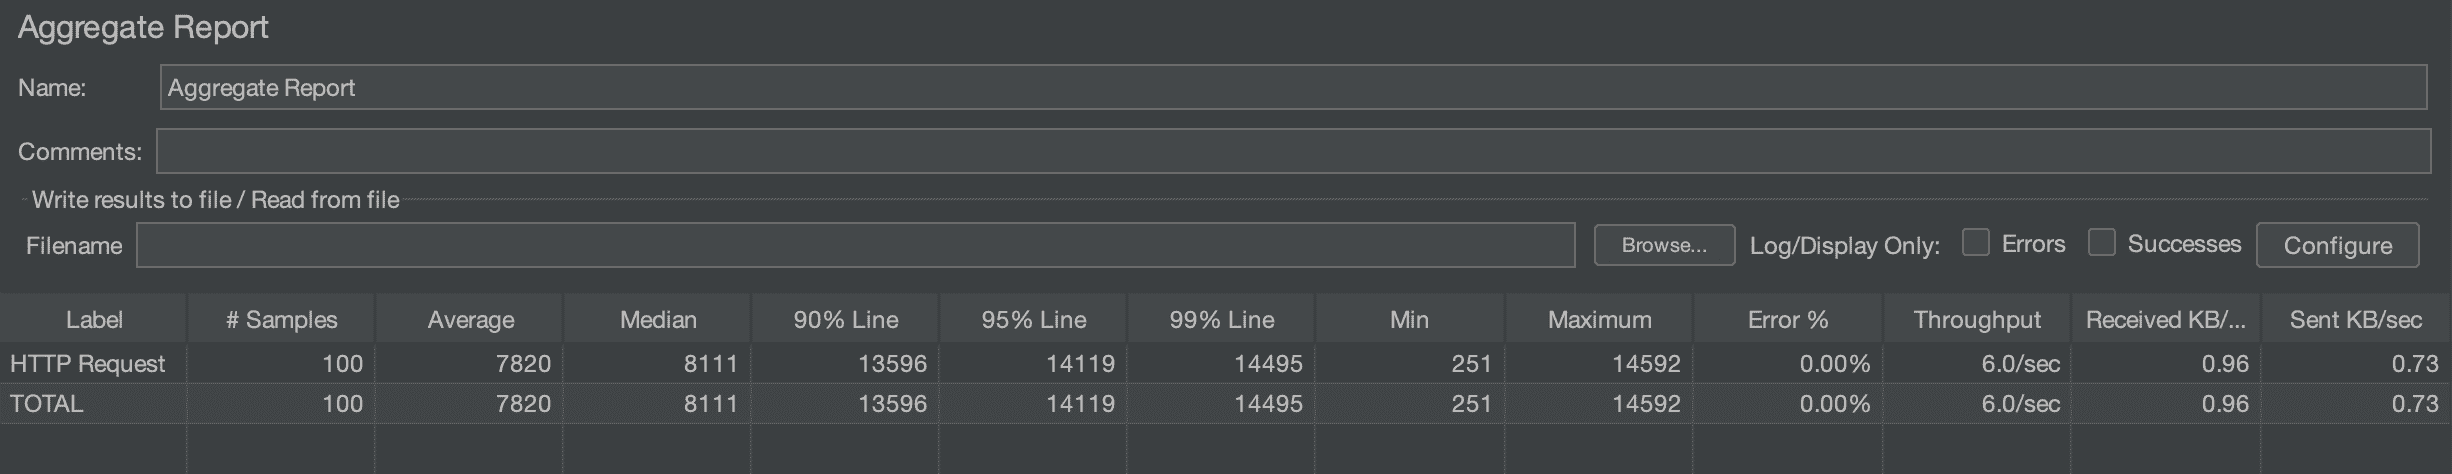 Aggregate Report
Name: Aggregate Report
Comments:
Write results to file / Read from file
Filename Browse... Log/Display Only: Errors Successes Configure
Label # Samples Average Median 90% Line 95% Line 99% Line Min Maximum Error % Throughput Received KB/... Sent KB/sec
HTTP Request 100 7820 8111 13596 14119 14495 251 14592 0.00% 6.0/sec 0.96 0.73
TOTAL 100 7820 8111 13596 14119 14495 251 14592 0.00% 6.0/sec 0.96 0.73